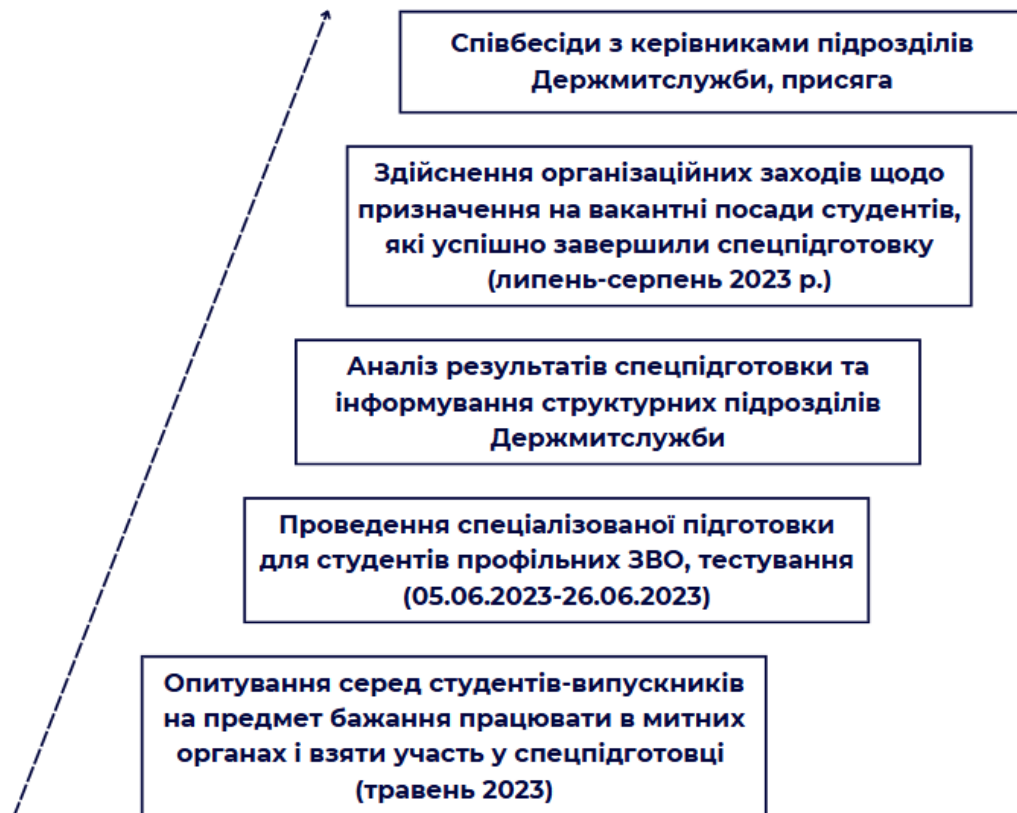 Співбесіди з керівниками підрозділів
Держмитслужби, присяга
Здійснення організаційних заходів щодо
призначення на вакантні посади студентів,
які успішно завершили спецпідготовку
(липень-серпень 2023 р.)
Аналіз результатів спецпідготовки та
інформування структурних підрозділів
Держмитслужби
Проведення спеціалізованої підготовки
для студентів профільних ЗВО, тестування
(05.06.2023-26.06.2023)
Опитування серед студентів-випускників
на предмет бажання працювати в митних
органах і взяти участь у спецпідготовці
(травень 2023)